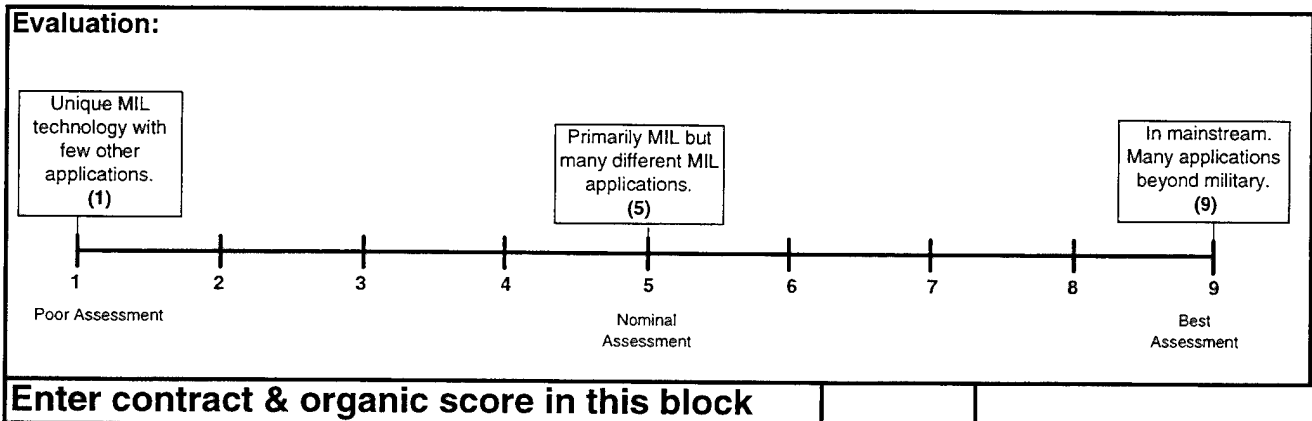 Evaluation:
Unique MIL
technology with
few other
applications.
(1)
Primarily MIL but
many different MIL
applications.
(5)
In mainstream.
Many applications
beyond military.
(9)
1 2 3 4 5 6 7 8 9
Poor Assessment
Nominal
Assessment
Best
Assessment
Enter contract & organic score in this block